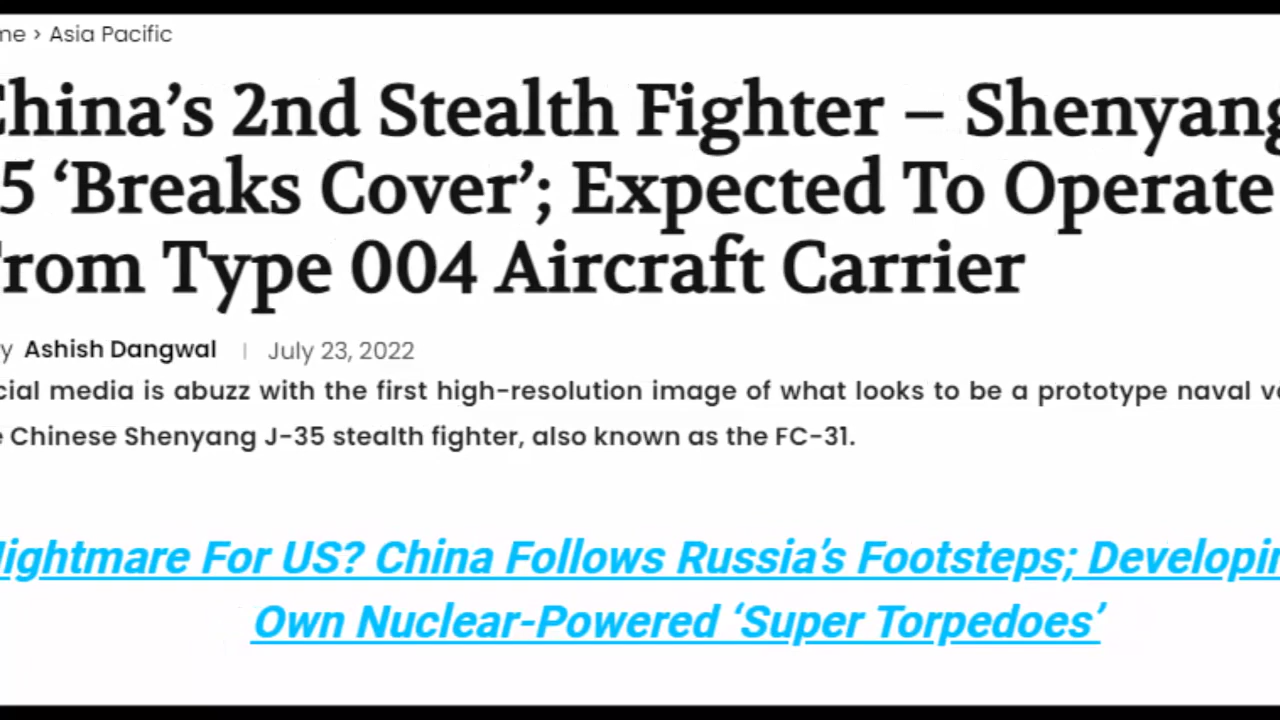 me › Asia Pacific
China’s 2nd Stealth Fighter – Shenyang
5 ‘Breaks Cover’; Expected To Operate
rom Type 004 Aircraft Carrier
y Ashish Dangwal | July 23, 2022
cial media is abuzz with the first high-resolution image of what looks to be a prototype naval v
e Chinese Shenyang J-35 stealth fighter, also known as the FC-31.
Nightmare For US? China Follows Russia’s Footsteps; Developin
Own Nuclear-Powered ‘Super Torpedoes’